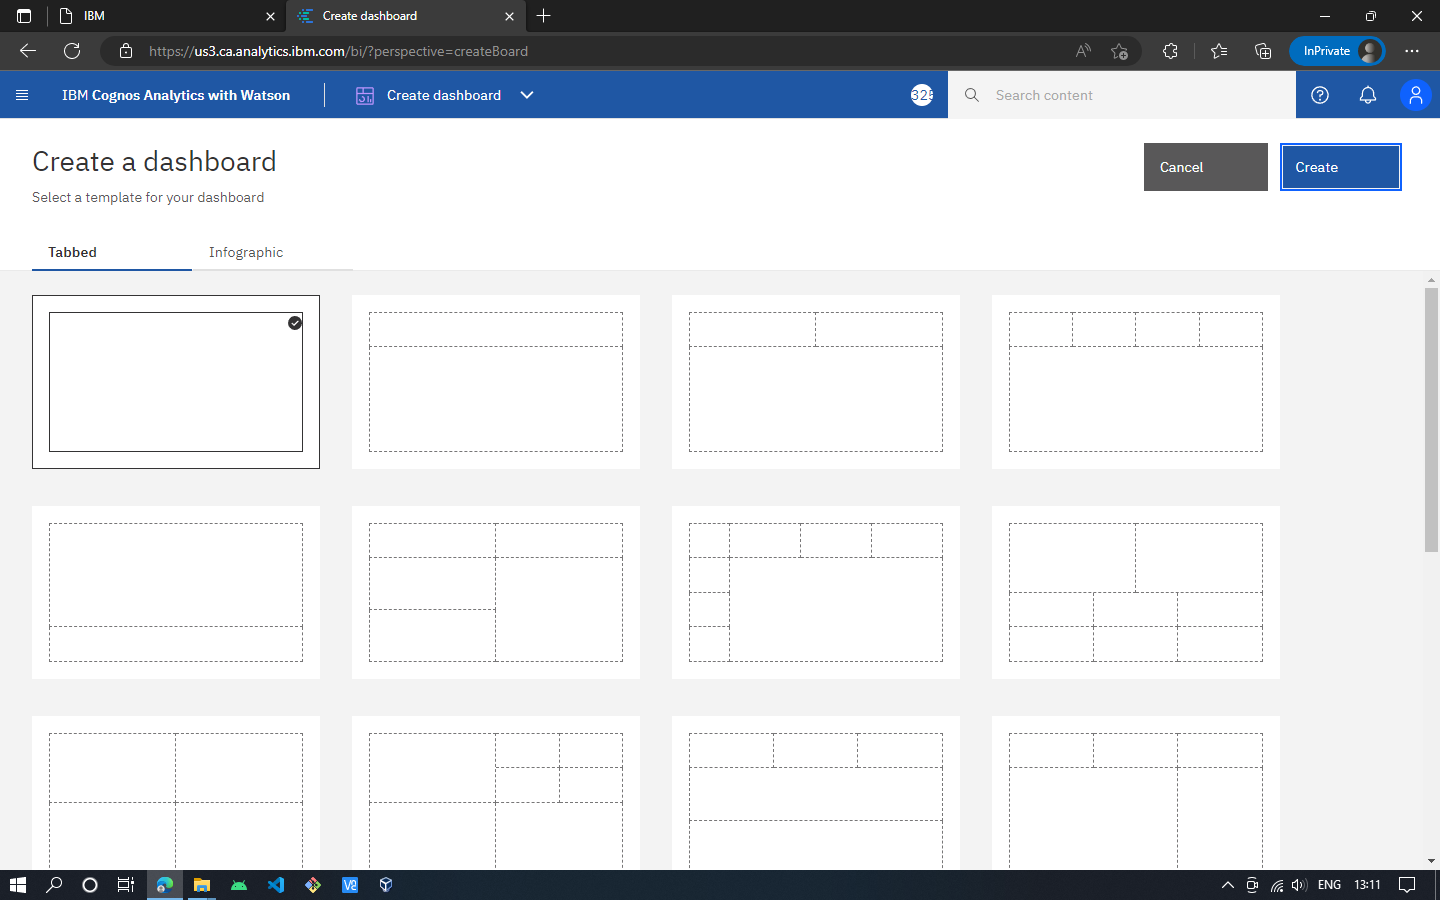 IBM
Create dashboard
https://us3.ca.analytics.ibm.com/bi/?perspective=createBoard
InPrivate
IBM Cognos Analytics with Watson
Create dashboard
325
Search content
Create a dashboard
Cancel
Create
Select a template for your dashboard
Tabbed
Infographic
ENG
13:11